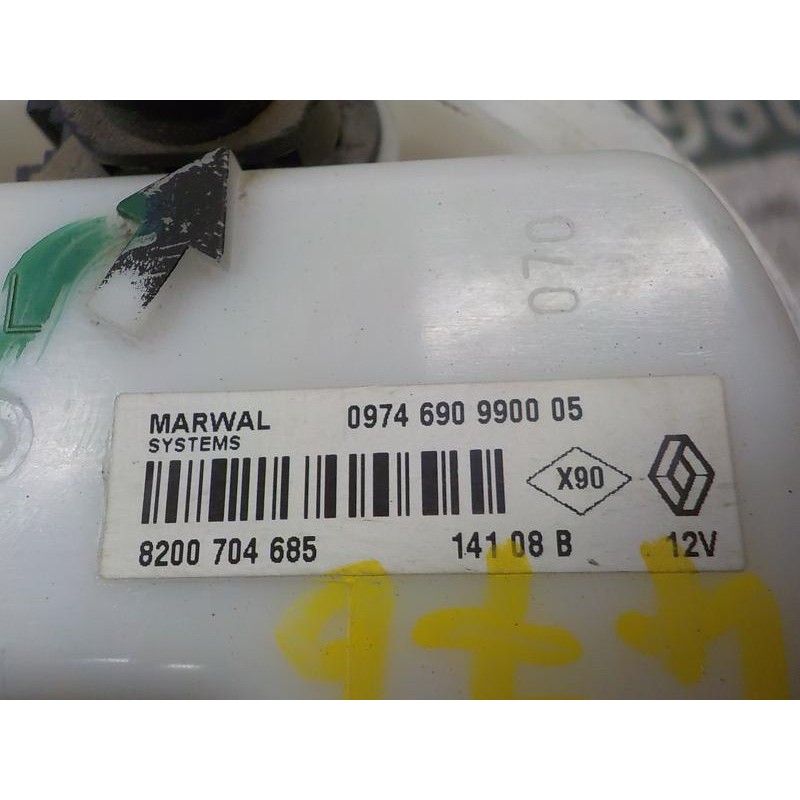 070
L
MARWAL
SYSTEMS
0974 690 9900 05
X90
8200 704 685
141 08 B
12V